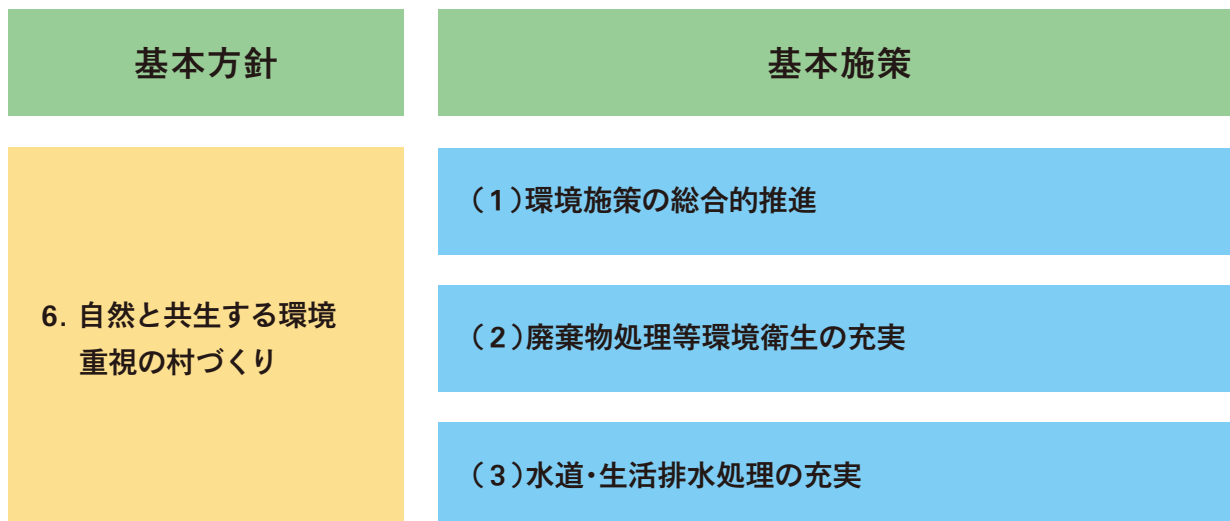 基本方針
基本施策
6. 自然と共生する環境
重視の村づくり
（1）環境施策の総合的推進
（2）廃棄物処理等環境衛生の充実
（3）水道・生活排水処理の充実